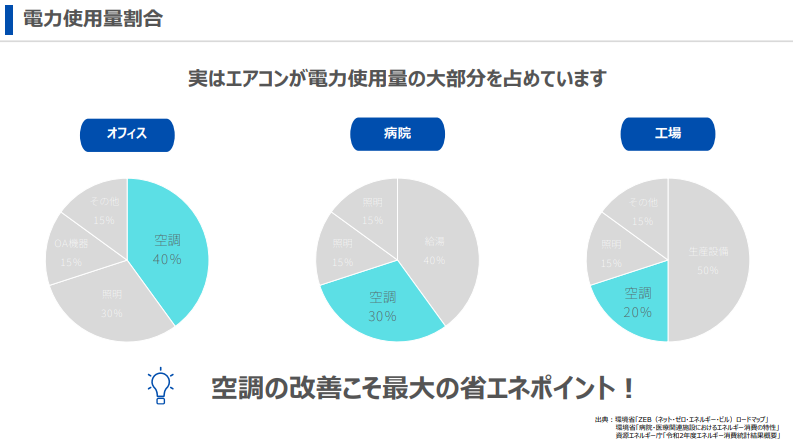 電力使用量割合
実はエアコンが電力使用量の大部分を占めています
オフィス
病院
工場
その他
15%
OA機器
15%
照明
30%
空調
40%
照明
15%
照明
15%
給湯
40%
空調
30%
その他
15%
照明
15%
生産設備
50%
空調
20%
空調の改善こそ最大の省エネポイント！
出典：環境省「ZEB（ネット・ゼロ・エネルギー・ビル）ロードマップ」
環境省「病院・医療関連施設におけるエネルギー消費の特性」
資源エネルギー庁「令和2年度エネルギー消費統計結果概要」